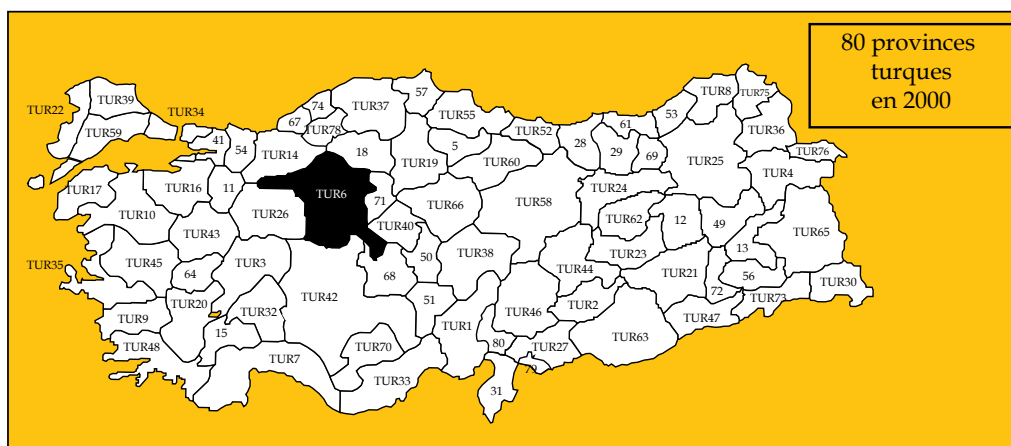 80 provinces
turques
en 2000
TUR22
TUR39
TUR34
TUR59
41
54
TUR14
67
74
TUR78
TUR37
57
TUR55
TUR52
28
61
29
69
53
TUR8
TUR75
TUR36
TUR76
TUR4
TUR25
18
TUR19
5
TUR60
TUR58
TUR24
TUR17
TUR16
11
TUR10
TUR26
TUR6
71
TUR40
TUR66
TUR62
12
49
13
TUR65
TUR43
TUR35
TUR45
64
TUR3
68
50
TUR38
TUR44
TUR23
TUR21
72
56
TUR73
TUR30
TUR20
TUR9
TUR32
TUR42
51
TUR1
TUR46
TUR2
TUR63
TUR47
15
TUR48
TUR7
TUR70
TUR33
80
TUR27
79
31